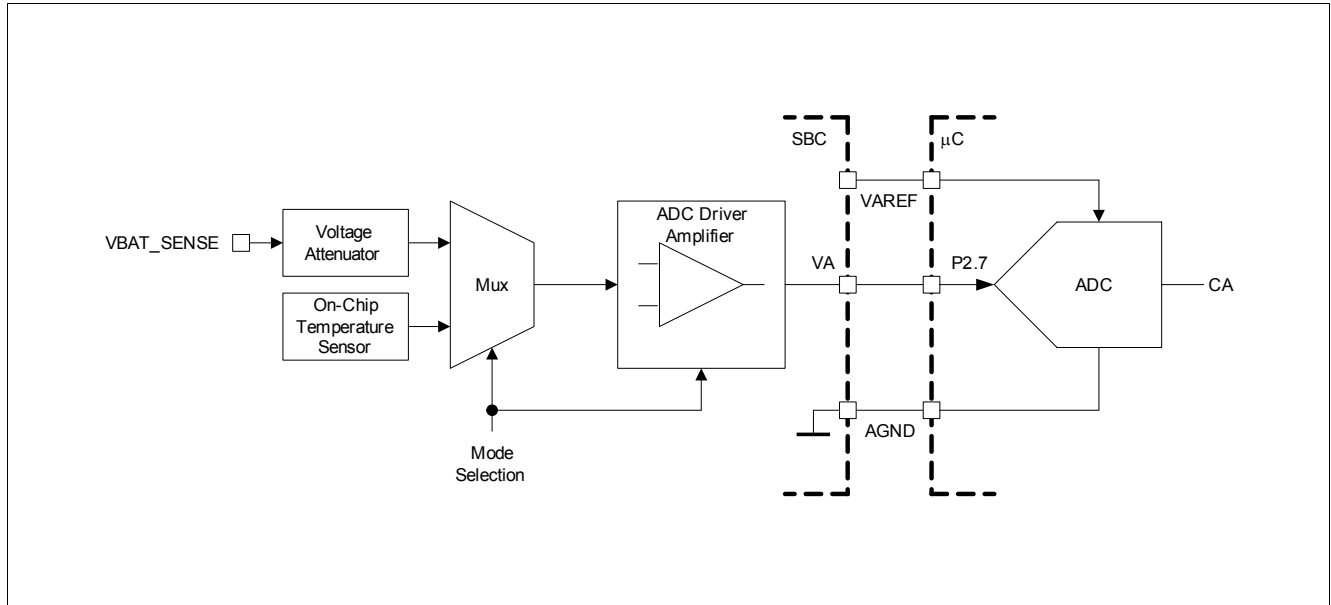 SBC
µC
VAREF
ADC Driver
Amplifier
VBAT_SENSE
Voltage
Attenuator
Mux
VA
P2.7
ADC
CA
On-Chip
Temperature
Sensor
AGND
Mode
Selection